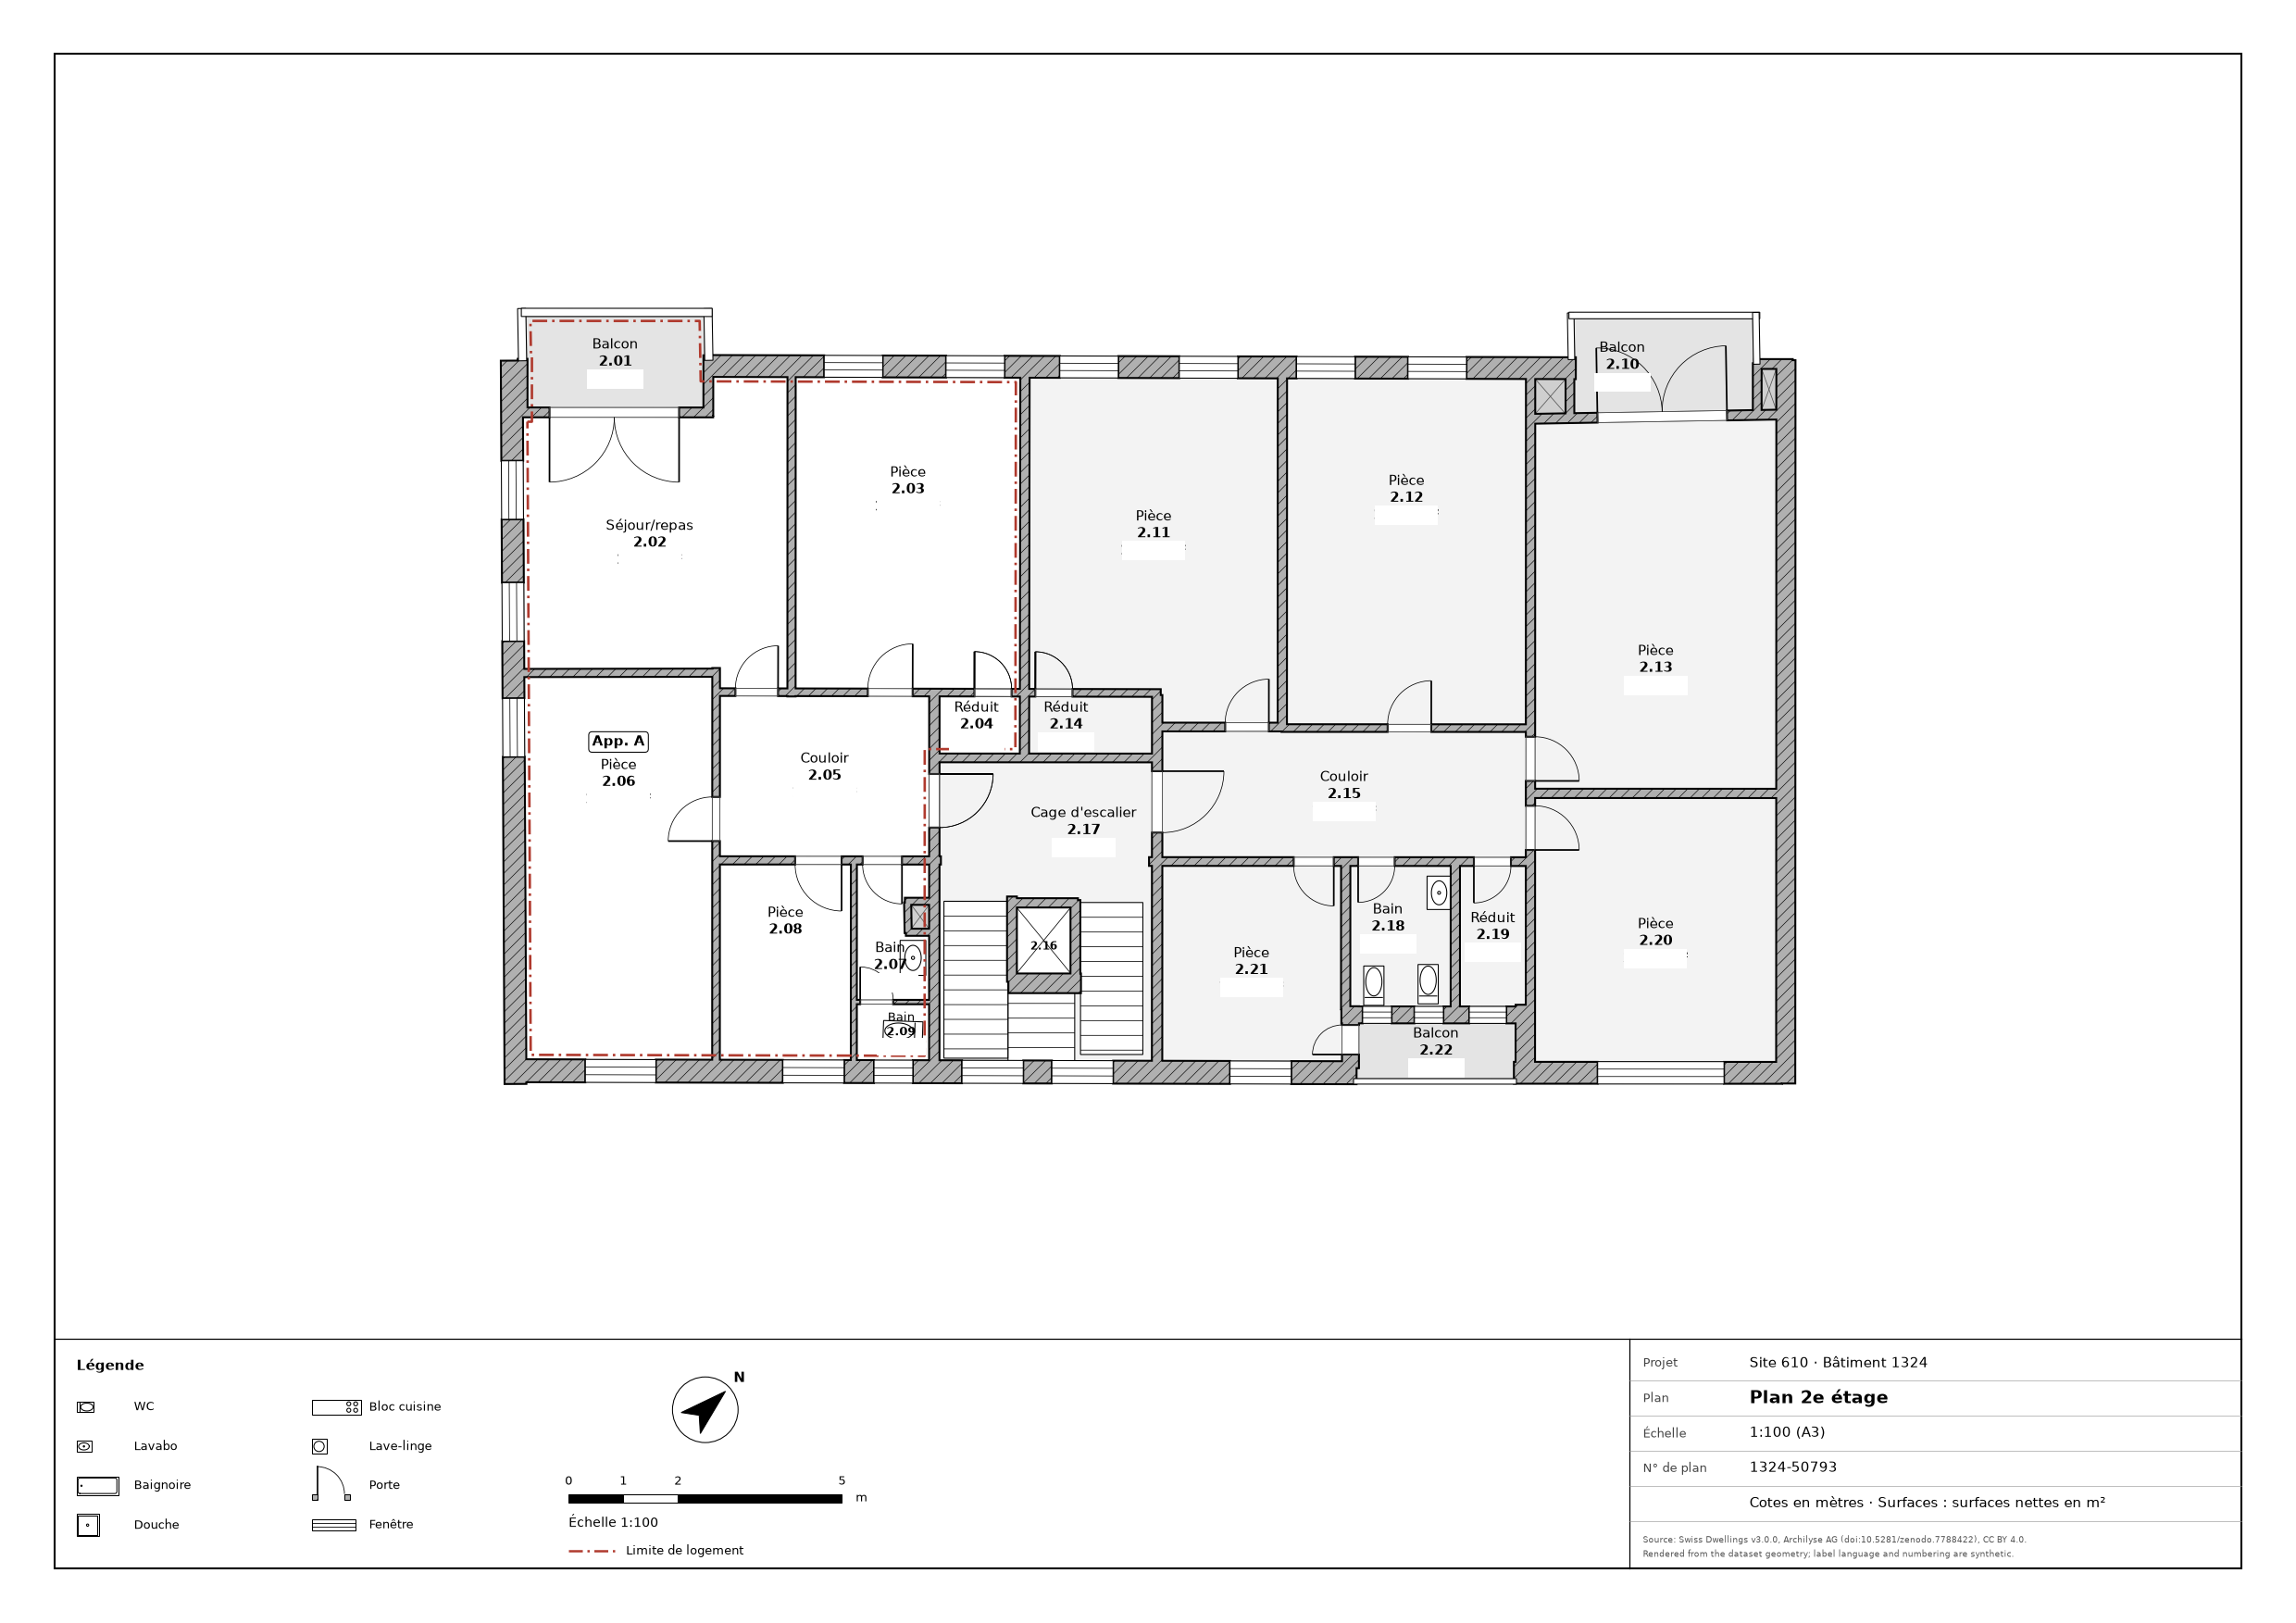 Balcon
2.01
Balcon
2.10
Pièce
2.03
Pièce
2.12
Pièce
2.11
Séjour/repas
2.02
Pièce
2.13
Réduit
2.04
Réduit
2.14
App. A
Pièce
2.06
Couloir
2.05
Couloir
2.15
Cage d'escalier
2.17
Pièce
2.08
Bain
2.07
2.16
Bain
2.18
Réduit
2.19
Pièce
2.20
Pièce
2.21
Bain
2.09
Balcon
2.22
Légende
WC
Lavabo
Baignoire
Douche
Bloc cuisine
Lave-linge
Porte
Fenêtre
N
0 1 2 5
m
Échelle 1:100
Limite de logement
Projet Site 610 · Bâtiment 1324
Plan Plan 2e étage
Échelle 1:100 (A3)
N° de plan 1324-50793
Cotes en mètres · Surfaces : surfaces nettes en m²
Source: Swiss Dwellings v3.0.0, Archilyse AG (doi:10.5281/zenodo.7788422), CC BY 4.0.
Rendered from the dataset geometry; label language and numbering are synthetic.